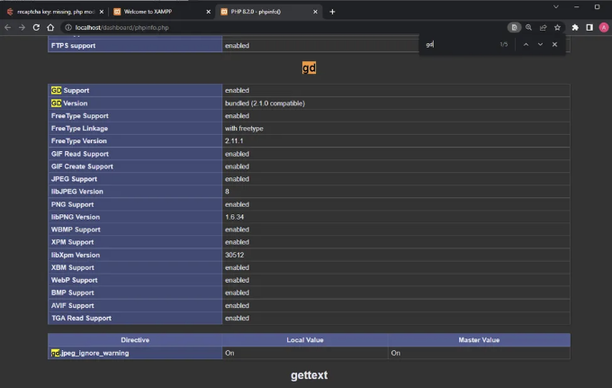 recaptcha key: missing, php mod
Welcome to XAMPP
PHP 8.2.0 - phpinfo()
localhost/dashboard/phpinfo.php
gd
1/5
FTPS support enabled
gd
GD Support enabled
GD Version bundled (2.1.0 compatible)
FreeType Support enabled
FreeType Linkage with freetype
FreeType Version 2.11.1
GIF Read Support enabled
GIF Create Support enabled
JPEG Support enabled
libJPEG Version 8
PNG Support enabled
libPNG Version 1.6.34
WBMP Support enabled
XPM Support enabled
libXpm Version 30512
XBM Support enabled
WebP Support enabled
BMP Support enabled
AVIF Support enabled
TGA Read Support enabled
Directive Local Value Master Value
gd.jpeg_ignore_warning On On
gettext